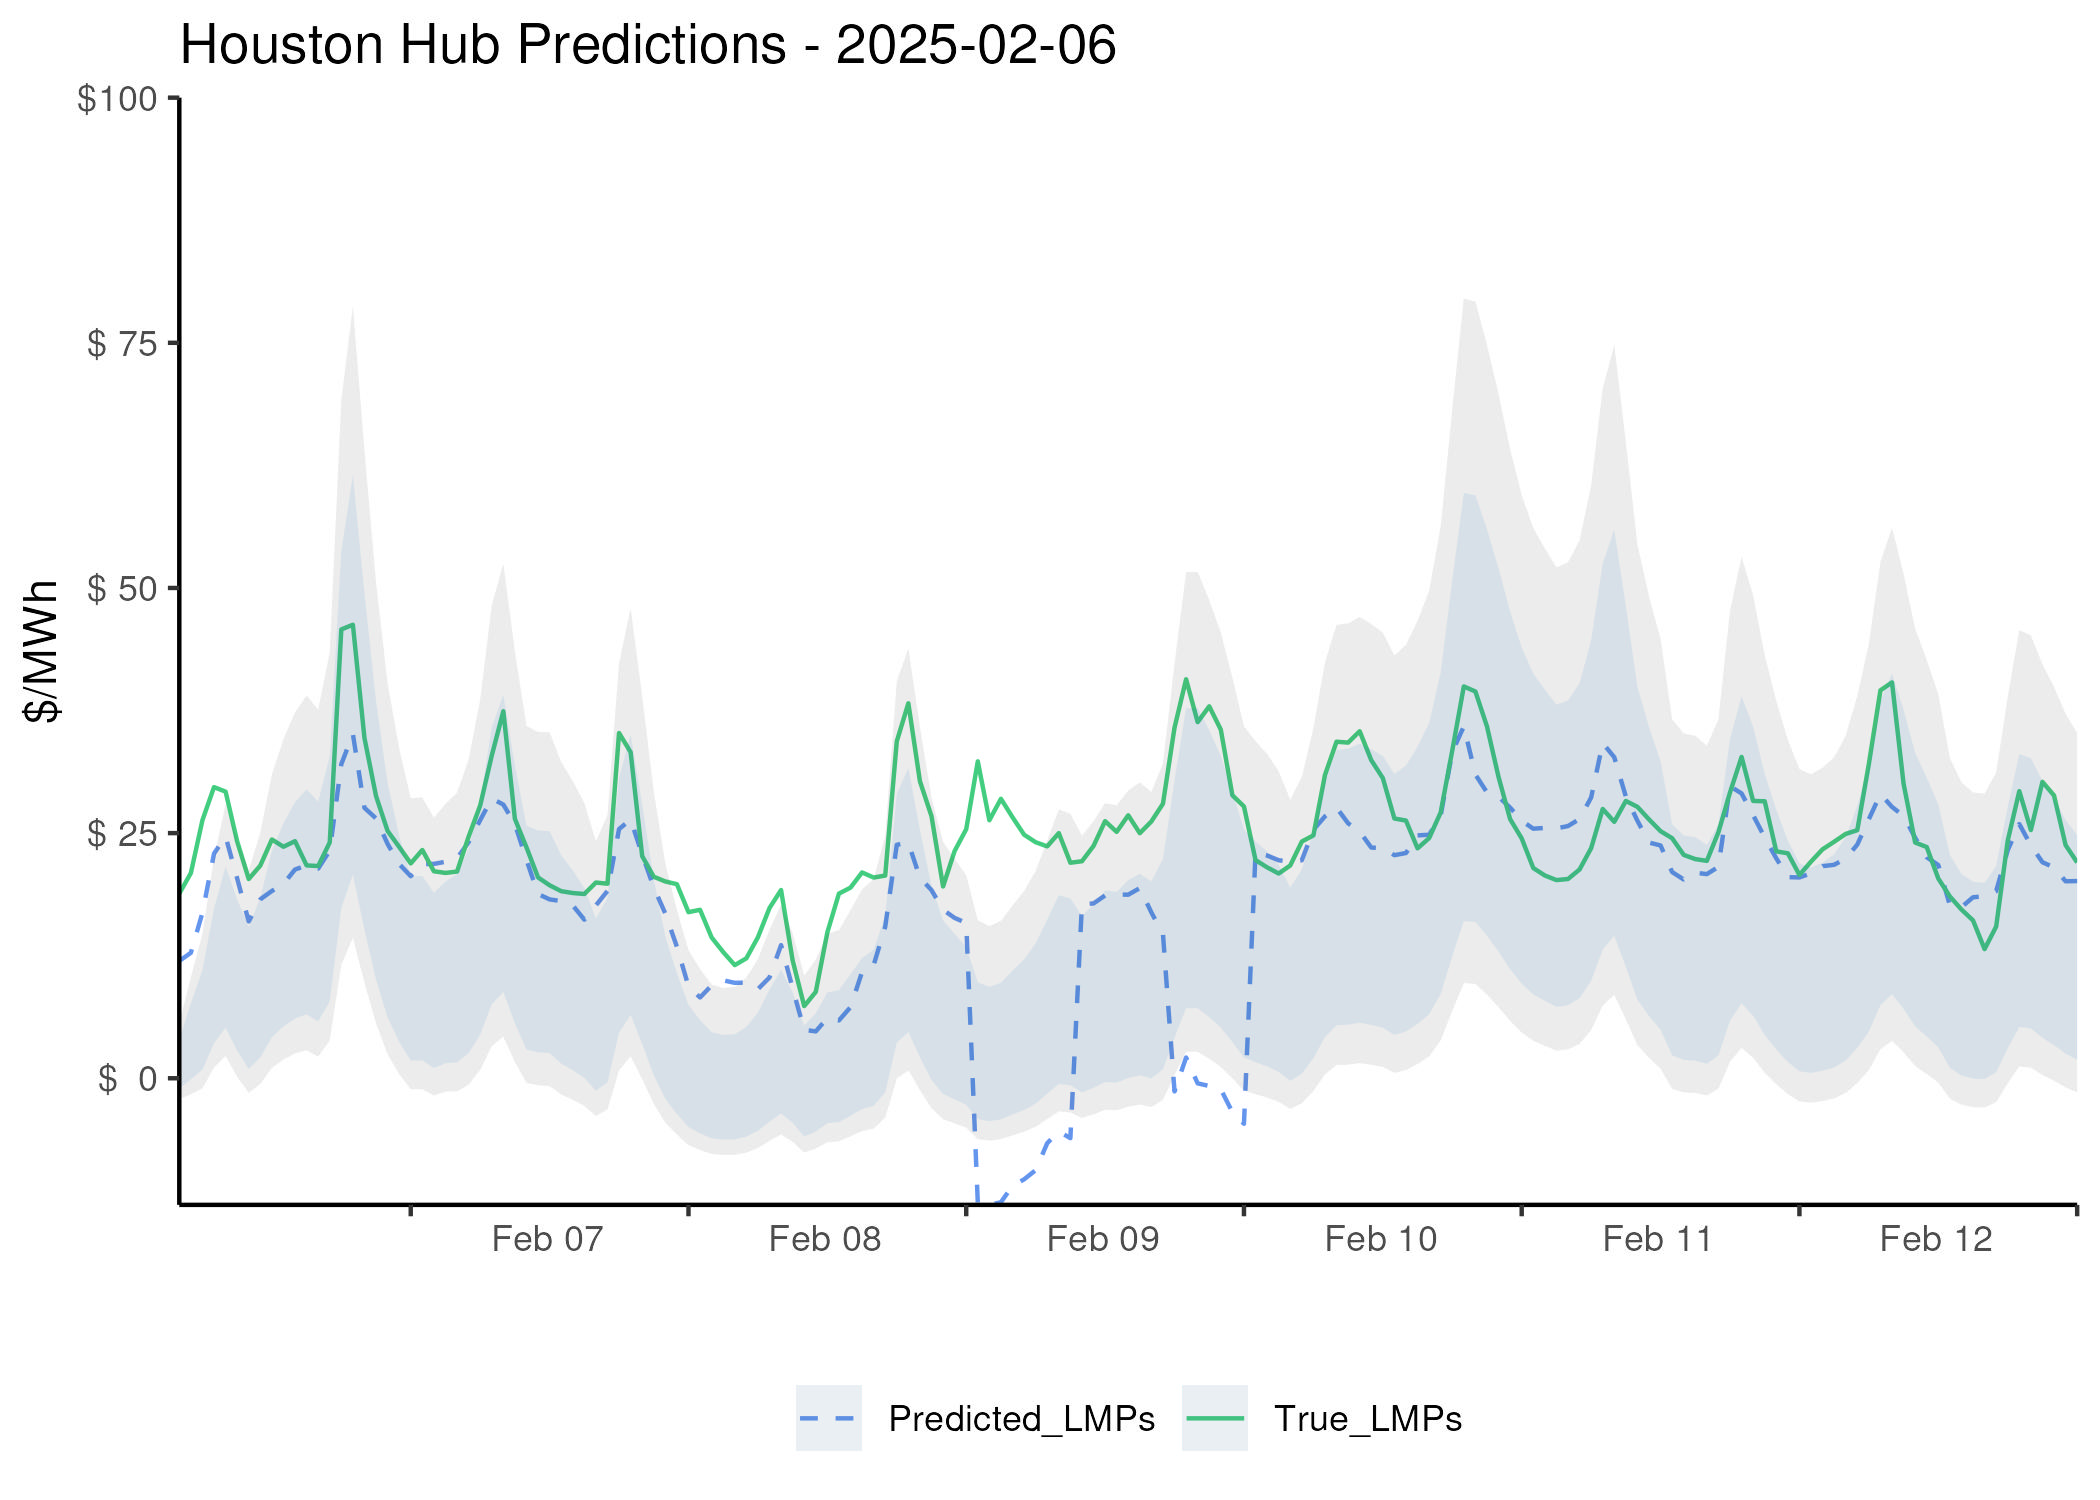 Houston Hub Predictions - 2025-02-06
$100
$ 75
$ 50
$ 25
$ 0
$/MWh
Feb 07 Feb 08 Feb 09 Feb 10 Feb 11 Feb 12
Predicted_LMPs True_LMPs